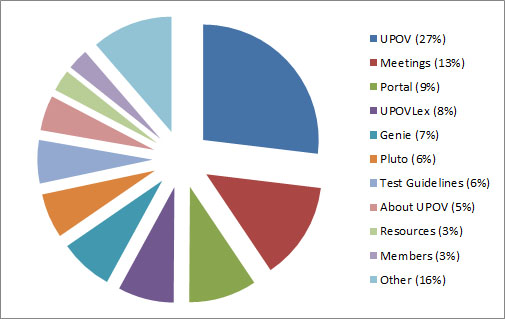 UPOV (27%)
Meetings (13%)
Portal (9%)
UPOVLex (8%)
Genie (7%)
Pluto (6%)
Test Guidelines (6%)
About UPOV (5%)
Resources (3%)
Members (3%)
Other (16%)